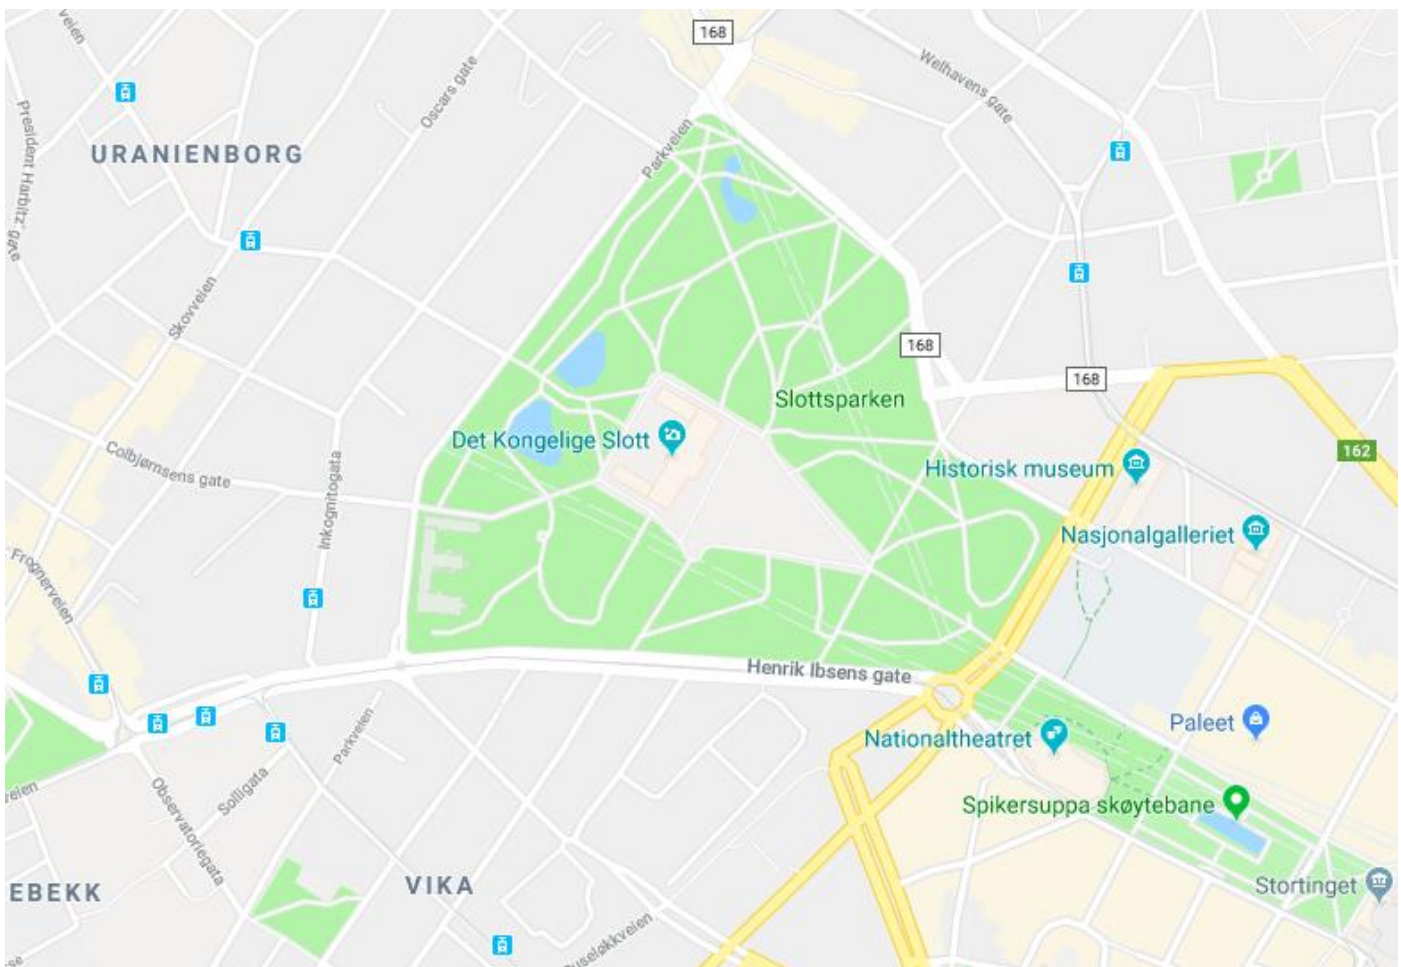 168
Welhavens gate
Oscars gate
Parkveien
URANIENBORG
President Harbitz' gate
Skovveien
168
168
Slottsparken
Det Kongelige Slott
Colbjørnsens gate
Inkognitogata
Historisk museum
162
Nasjonalgalleriet
Frognerveien
Henrik Ibsens gate
Nationaltheatret
Paleet
Parkveien
Solligata
Observatoriegata
Spikersuppa skøytebane
EBEKK
VIKA
Stortinget